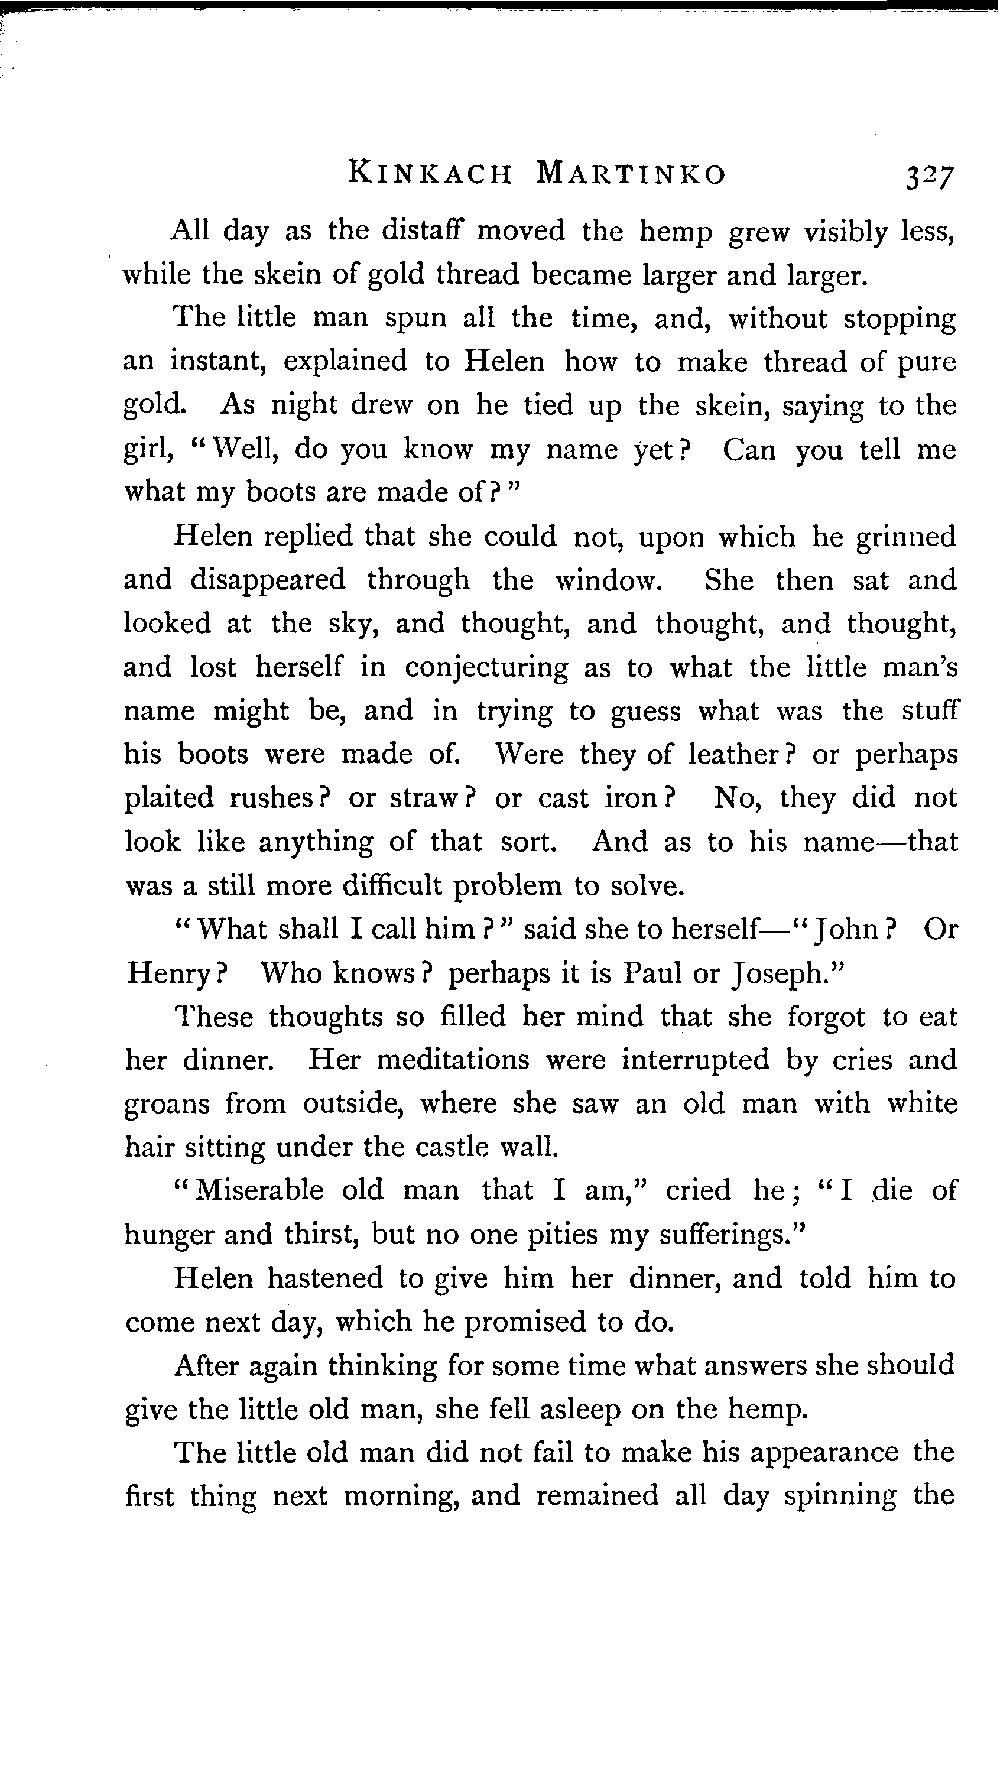 KINKACH MARTINKO 327
All day as the distaff moved the hemp grew visibly less,
while the skein of gold thread became larger and larger.
The little man spun all the time, and, without stopping
an instant, explained to Helen how to make thread of pure
gold. As night drew on he tied up the skein, saying to the
girl, "Well, do you know my name yet? Can you tell me
what my boots are made of?"
Helen replied that she could not, upon which he grinned
and disappeared through the window. She then sat and
looked at the sky, and thought, and thought, and thought,
and lost herself in conjecturing as to what the little man's
name might be, and in trying to guess what was the stuff
his boots were made of. Were they of leather? or perhaps
plaited rushes? or straw? or cast iron? No, they did not
look like anything of that sort. And as to his name—that
was a still more difficult problem to solve.
"What shall I call him?" said she to herself—"John? Or
Henry? Who knows? perhaps it is Paul or Joseph."
These thoughts so filled her mind that she forgot to eat
her dinner. Her meditations were interrupted by cries and
groans from outside, where she saw an old man with white
hair sitting under the castle wall.
"Miserable old man that I am," cried he; "I die of
hunger and thirst, but no one pities my sufferings."
Helen hastened to give him her dinner, and told him to
come next day, which he promised to do.
After again thinking for some time what answers she should
give the little old man, she fell asleep on the hemp.
The little old man did not fail to make his appearance the
first thing next morning, and remained all day spinning the